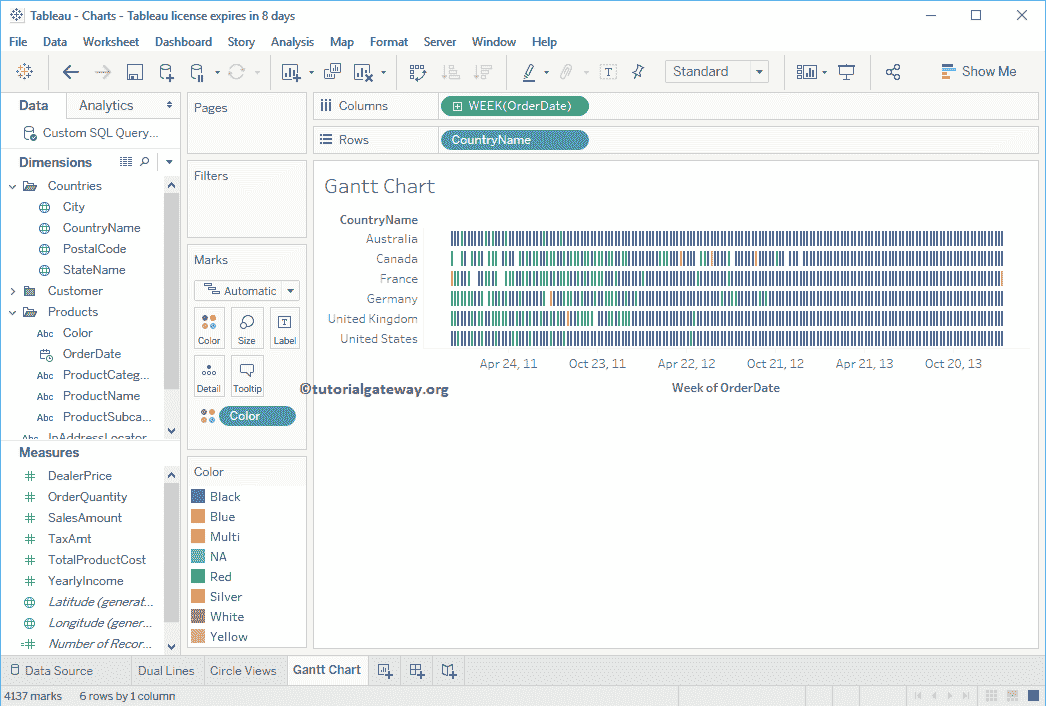 Tableau - Charts - Tableau license expires in 8 days
File Data Worksheet Dashboard Story Analysis Map Format Server Window Help
Standard
Show Me
Data Analytics
Custom SQL Query...
Dimensions
Countries
City
CountryName
PostalCode
StateName
Customer
Products
Abc Color
OrderDate
Abc ProductCateg...
Abc ProductName
Abc ProductSubca...
Abc IpAddressLocator
Measures
# DealerPrice
# OrderQuantity
# SalesAmount
# TaxAmt
# TotalProductCost
# YearlyIncome
Latitude (generat...
Longitude (gener...
=# Number of Recor...
Pages
Filters
Marks
Automatic
Color Size Label
Detail Tooltip
Color
Color
Black
Blue
Multi
NA
Red
Silver
White
Yellow
Columns WEEK(OrderDate)
Rows CountryName
Gantt Chart
CountryName
Australia
Canada
France
Germany
United Kingdom
United States
Apr 24, 11 Oct 23, 11 Apr 22, 12 Oct 21, 12 Apr 21, 13 Oct 20, 13
Week of OrderDate
©tutorialgateway.org
Data Source Dual Lines Circle Views Gantt Chart
4137 marks 6 rows by 1 column